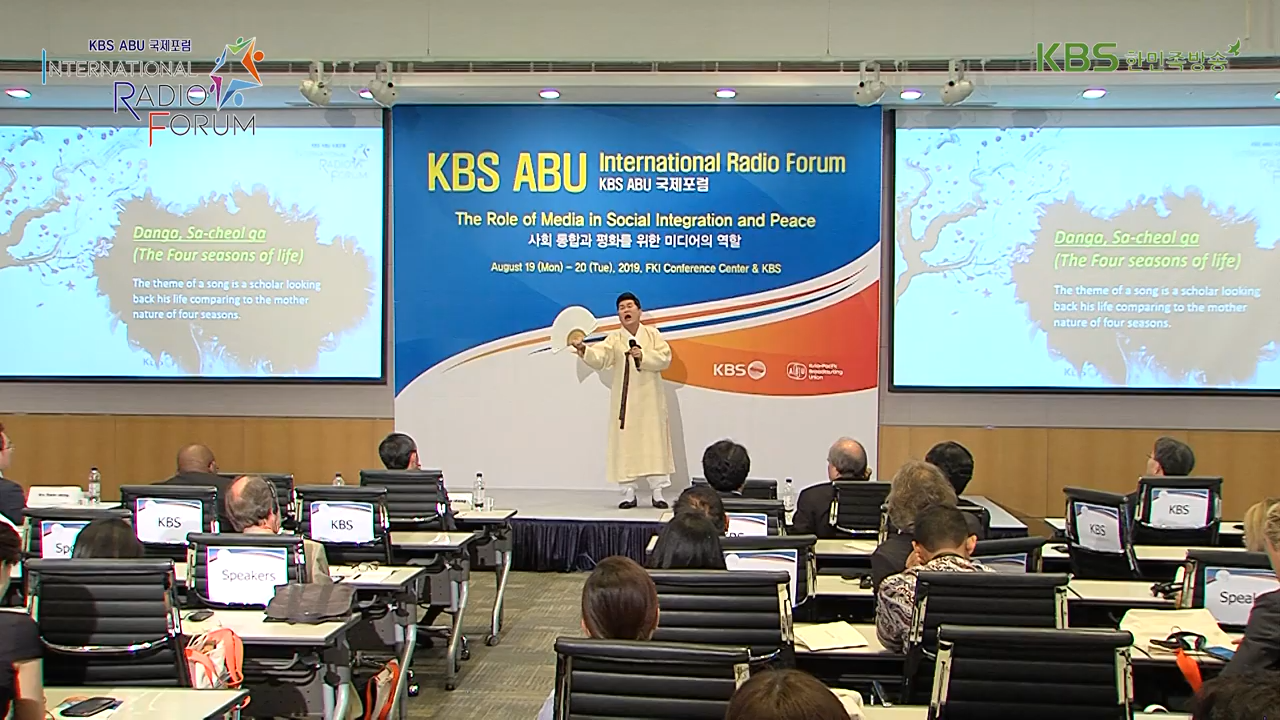 KBS ABU 국제포럼
INTERNATIONAL
RADIO
FORUM
KBS 한민족방송
Danga, Sa-cheol ga
(The Four seasons of life)
The theme of a song is a scholar looking
back his life comparing to the mother
nature of four seasons.
KBS ABU International Radio Forum
KBS ABU 국제포럼
The Role of Media in Social Integration and Peace
사회 통합과 평화를 위한 미디어의 역할
August 19 (Mon) – 20 (Tue), 2019, FKI Conference Center & KBS
KBS
ABU Asia-Pacific
Broadcasting
Union
Danga, Sa-cheol ga
(The Four seasons of life)
The theme of a song is a scholar looking
back his life comparing to the mother
nature of four seasons.
KBS
KBS
KBS
KBS
KBS
Speakers